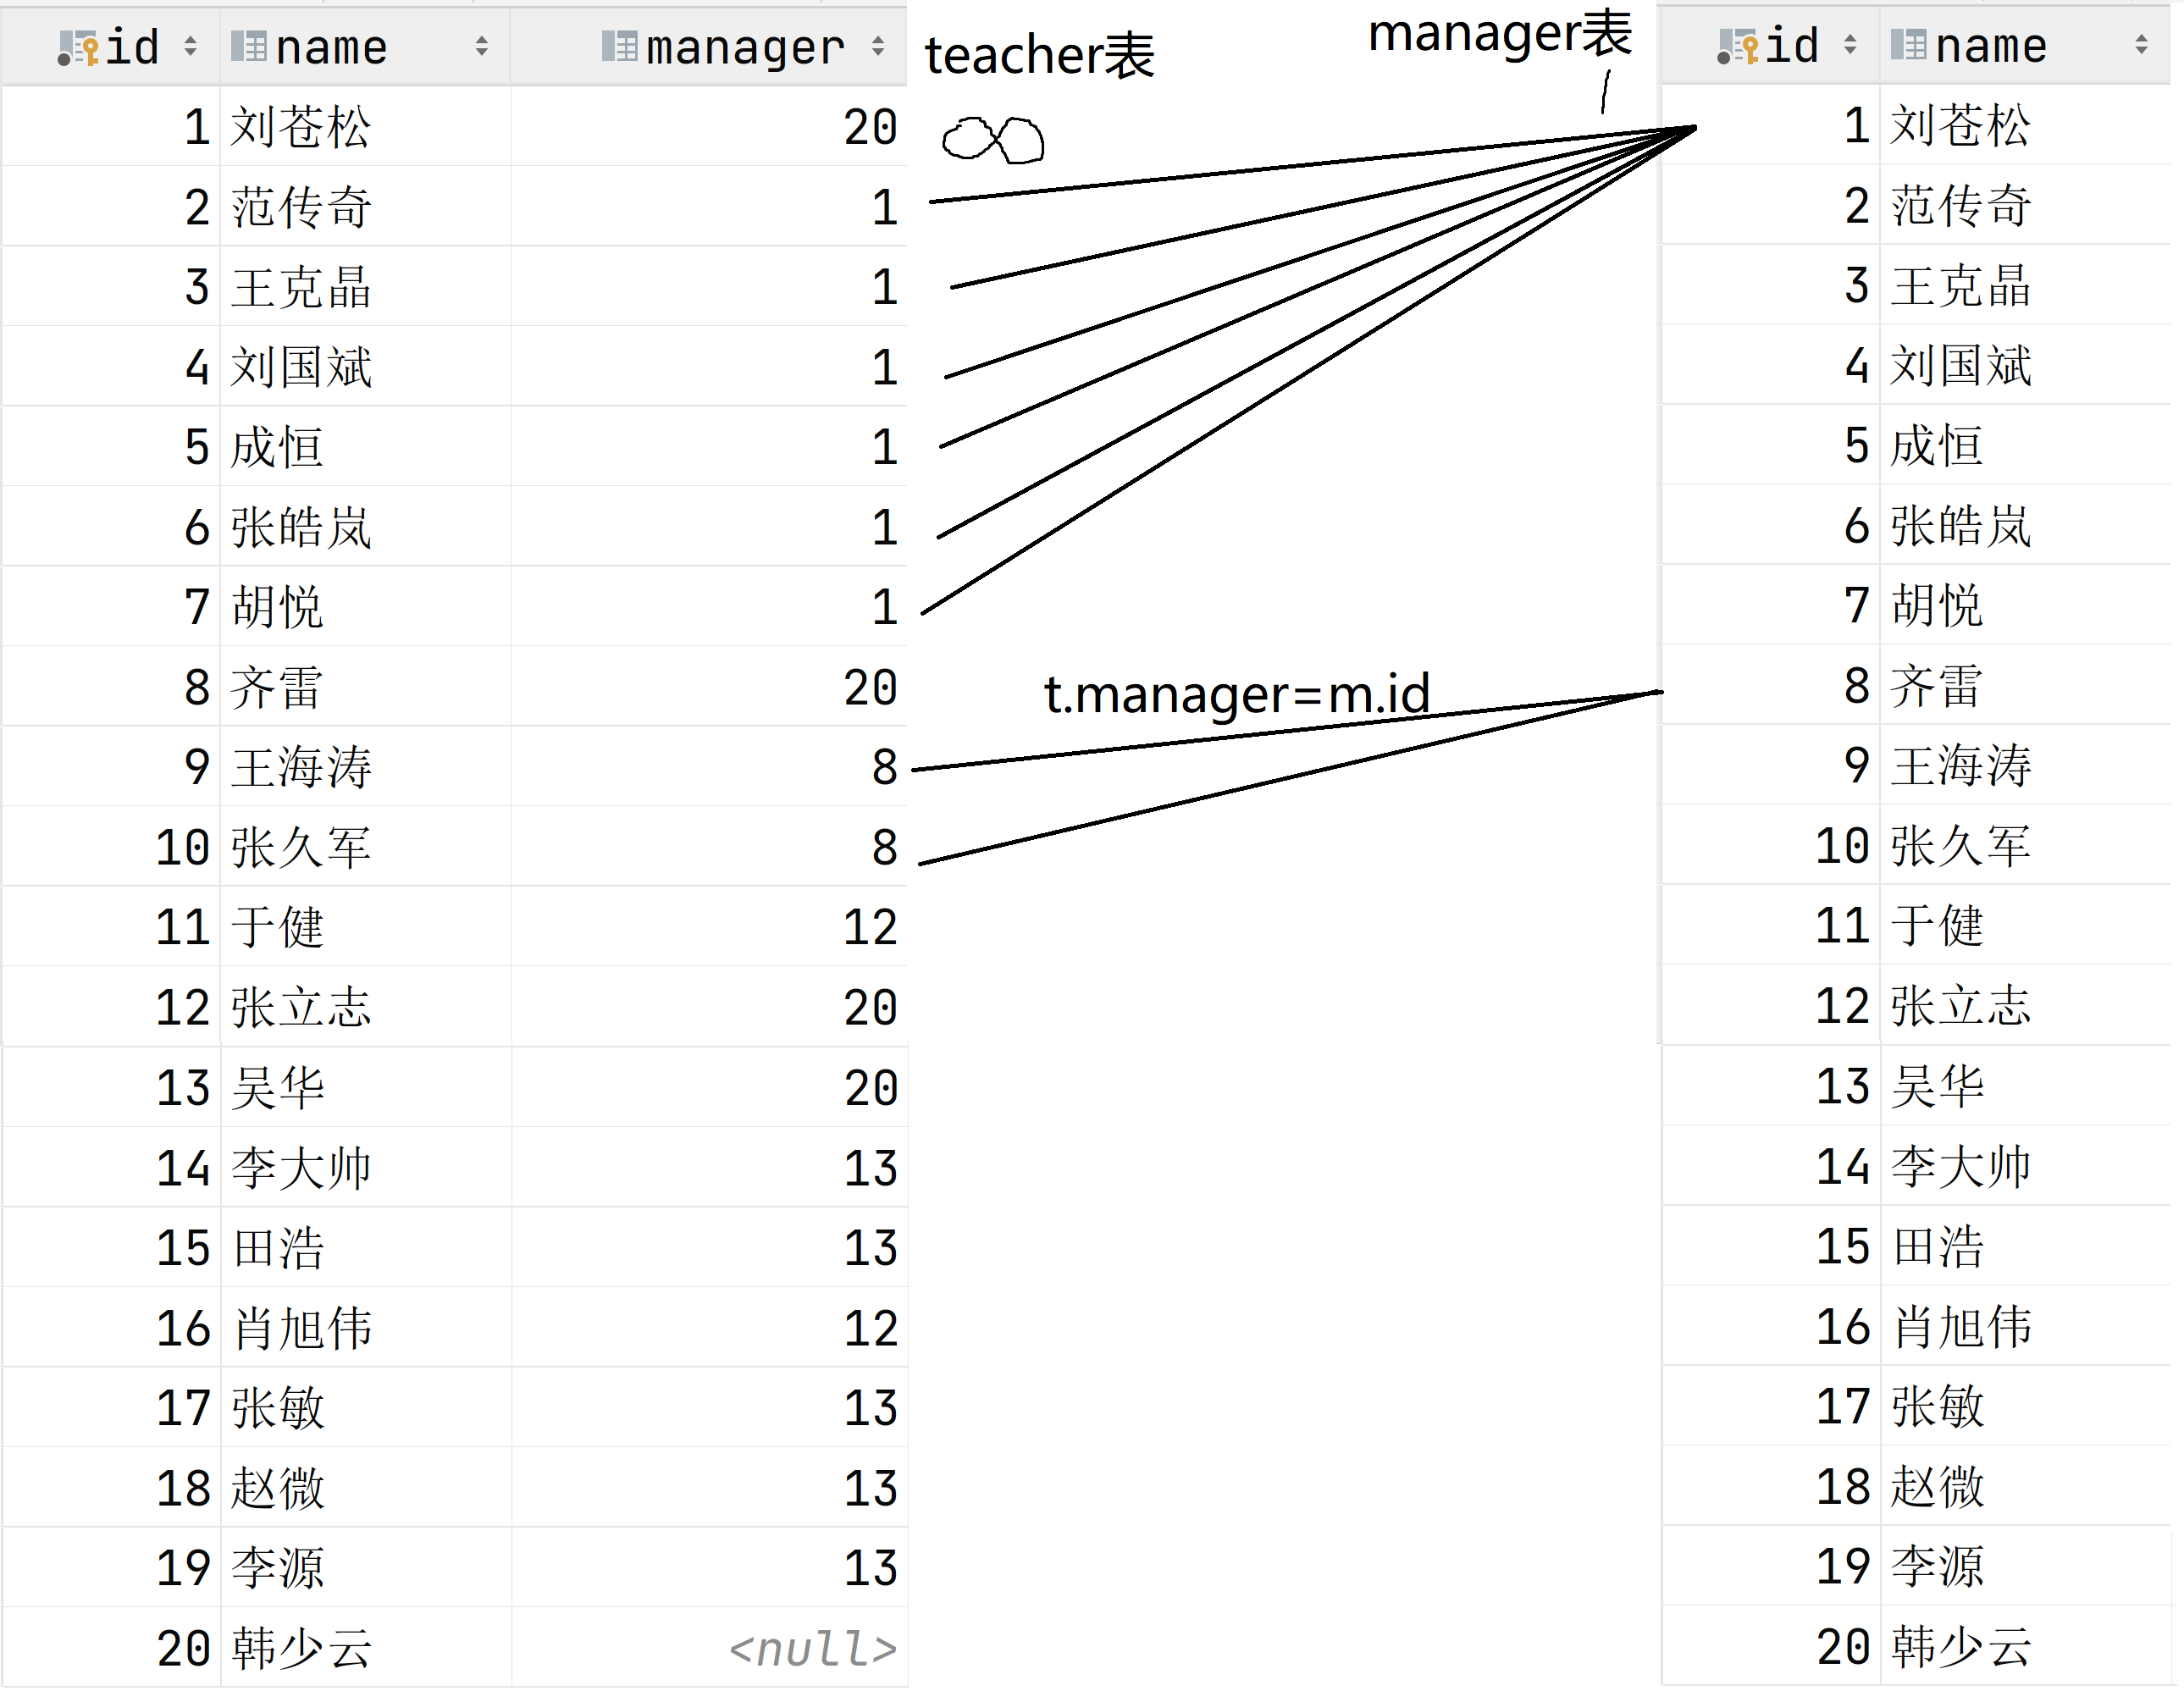 id name manager teacher表 manager表 id name
1 刘苍松 20 ∞ 1 1 刘苍松
2 范传奇 1 2 范传奇
3 王克晶 1 3 王克晶
4 刘国斌 1 4 刘国斌
5 成恒 1 5 成恒
6 张皓岚 1 6 张皓岚
7 胡悦 1 7 胡悦
8 齐雷 20 t.manager=m.id 8 齐雷
9 王海涛 8 9 王海涛
10 张久军 8 10 张久军
11 于健 12 11 于健
12 张立志 20 12 张立志
13 吴华 20 13 吴华
14 李大帅 13 14 李大帅
15 田浩 13 15 田浩
16 肖旭伟 12 16 肖旭伟
17 张敏 13 17 张敏
18 赵微 13 18 赵微
19 李源 13 19 李源
20 韩少云 <null> 20 韩少云